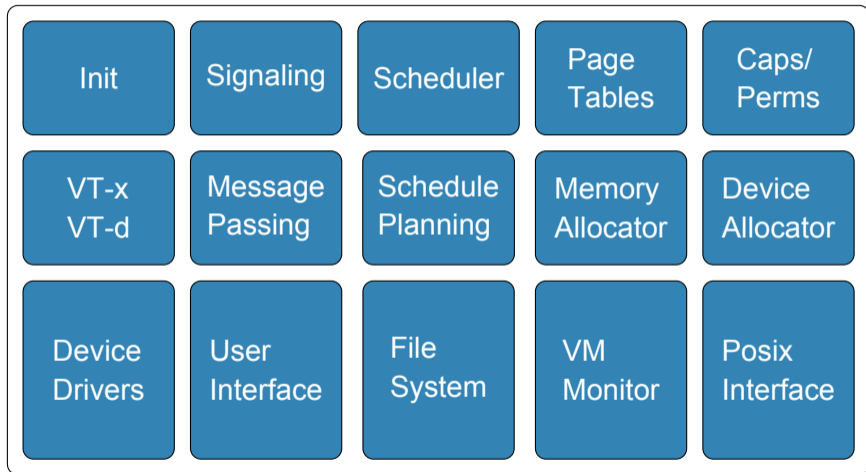 Init
Signaling
Scheduler
Page
Tables
Caps/
Perms
VT-x
VT-d
Message
Passing
Schedule
Planning
Memory
Allocator
Device
Allocator
Device
Drivers
User
Interface
File
System
VM
Monitor
Posix
Interface